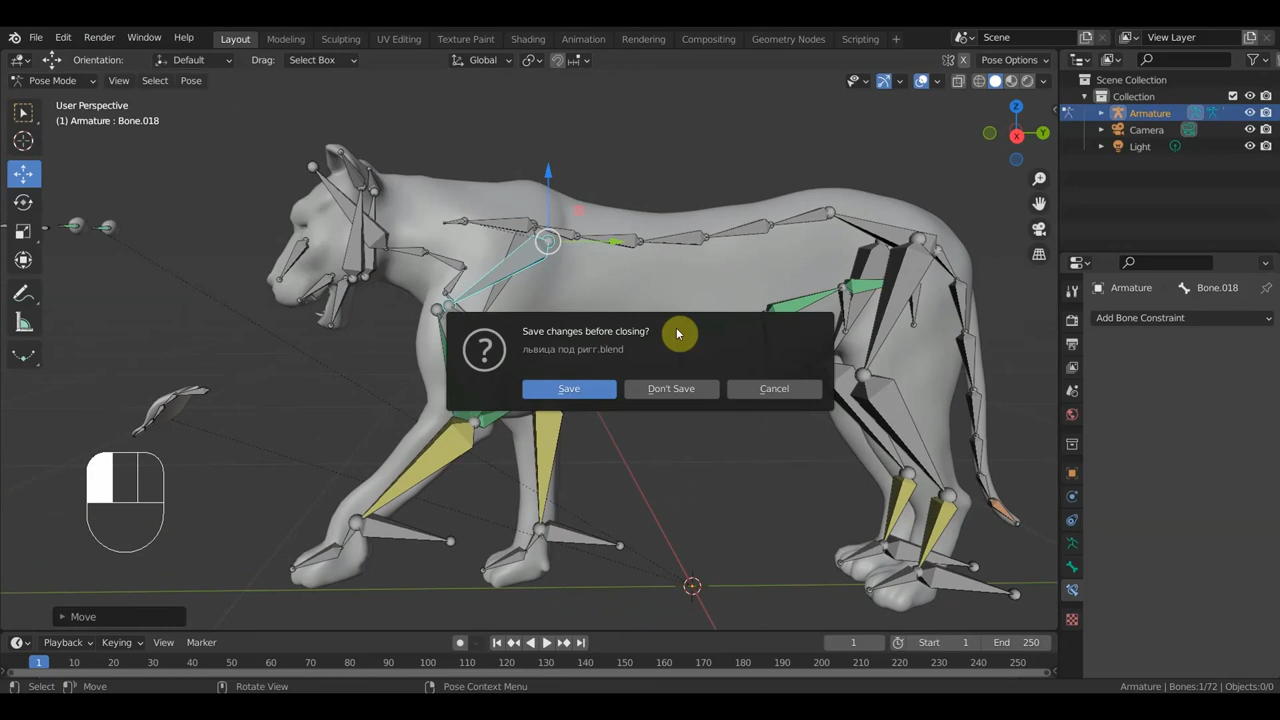 File Edit Render Window Help Layout Modeling Sculpting UV Editing Texture Paint Shading Animation Rendering Compositing Geometry Nodes Scripting + Scene View Layer
Orientation: Default Drag: Select Box Global X Pose Options
Pose Mode View Select Pose
Scene Collection
Collection
Armature
Camera
Light
User Perspective
(1) Armature : Bone.018
Z
Y
X
Armature Bone.018
Add Bone Constraint
Save changes before closing?
львица под ригг.blend
Save Don't Save Cancel
Move
Playback Keying View Marker 1 Start 1 End 250
1 10 20 30 40 50 60 70 80 90 100 110 120 130 140 150 160 170 180 190 200 210 220 230 240 250
Select Move Rotate View Pose Context Menu Armature | Bones:1/72 | Objects:0/0